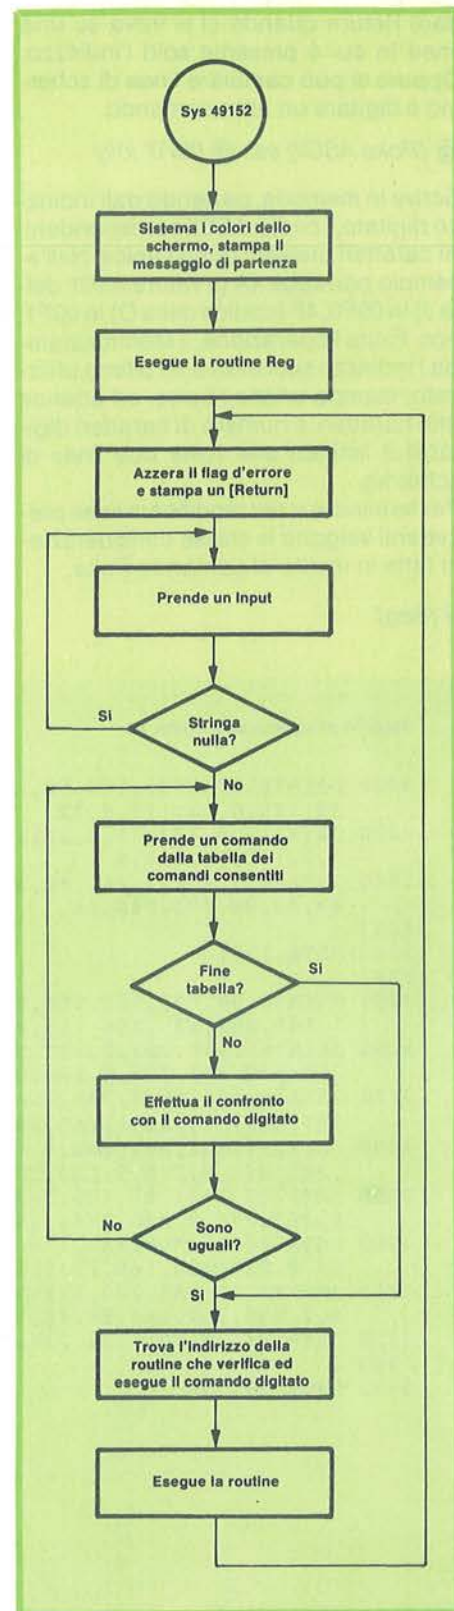 Sys 49152
Sistema i colori dello
schermo, stampa il
messaggio di partenza
Esegue la routine Reg
Azzera il flag d'errore
e stampa un [Return]
Prende un Input
Si
Stringa
nulla?
No
Prende un comando
dalla tabella dei
comandi consentiti
Fine
tabella?
Si
No
Effettua il confronto
con il comando digitato
No
Sono
uguali?
Si
Trova l'indirizzo della
routine che verifica ed
esegue il comando digitato
Esegue la routine